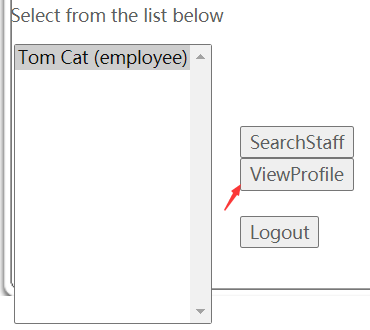 Select from the list below
Tom Cat (employee)
SearchStaff
ViewProfile
Logout